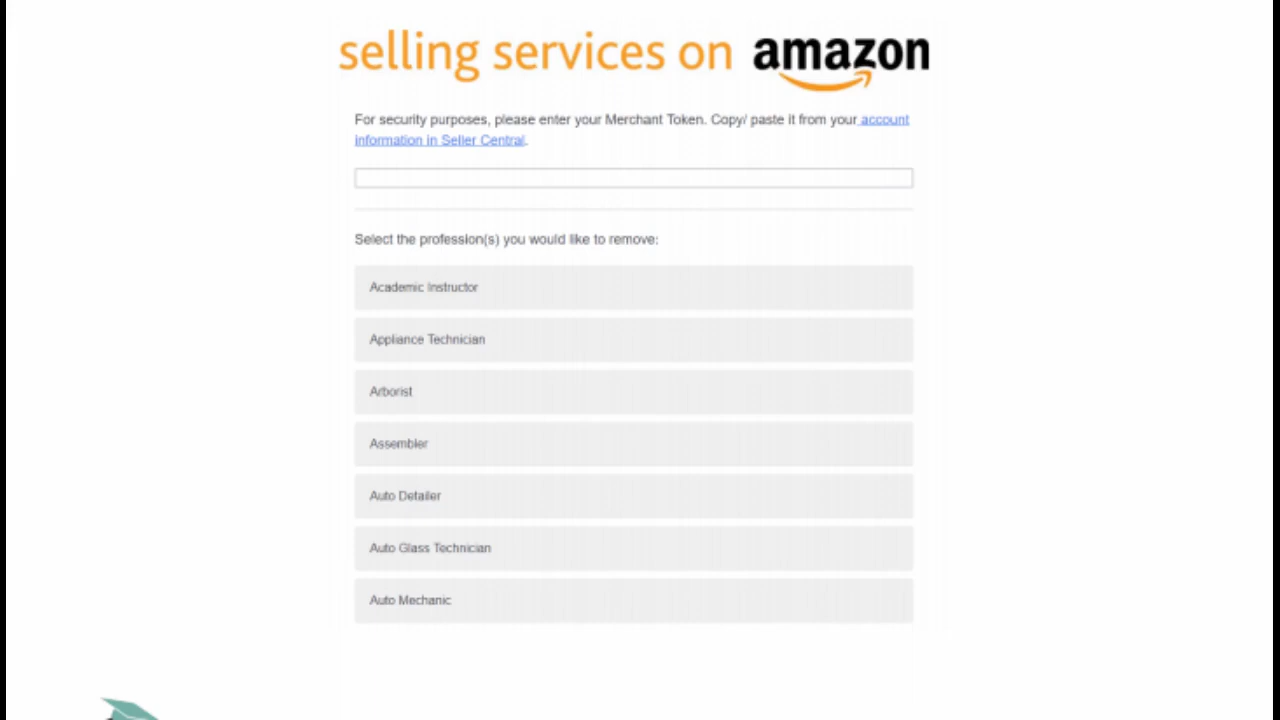 selling services on amazon
For security purposes, please enter your Merchant Token. Copy/ paste it from your account
information in Seller Central.
Select the profession(s) you would like to remove:
Academic Instructor
Appliance Technician
Arborist
Assembler
Auto Detailer
Auto Glass Technician
Auto Mechanic